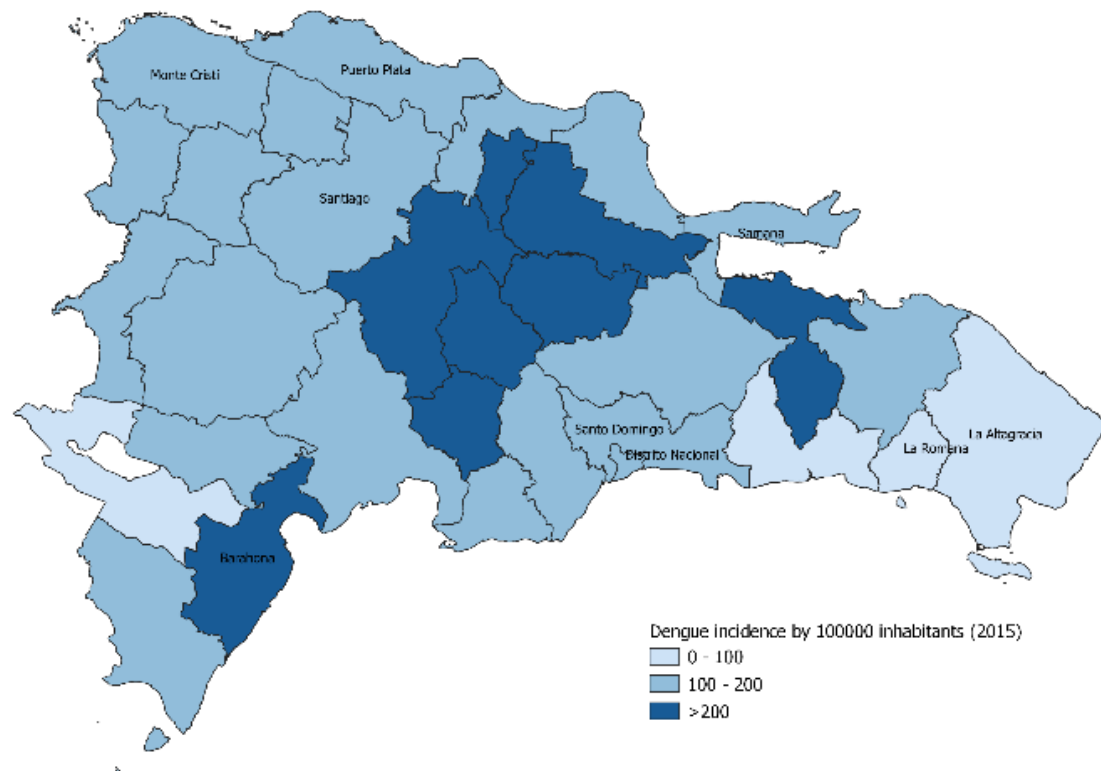 Puerto Plata
Monte Cristi
Santiago
Samana
Santo Domingo
La Altagracia
La Romana
Distrito Nacional
Barahona
Dengue incidence by 100000 inhabitants (2015)
0 - 100
100 - 200
>200